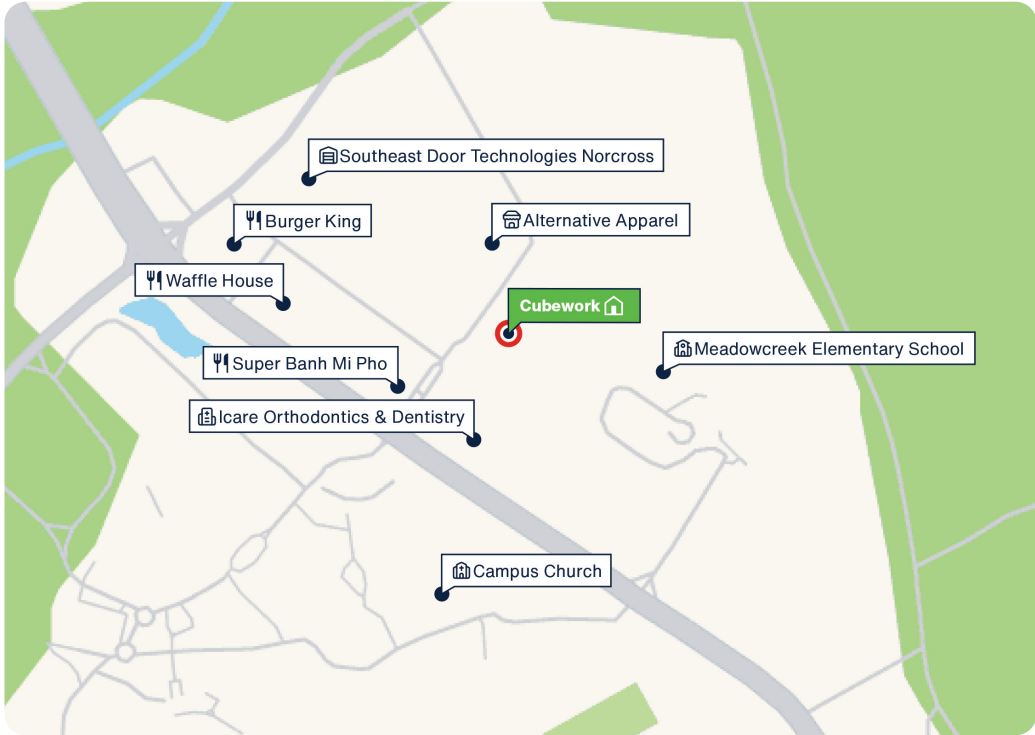 Southeast Door Technologies Norcross
Burger King
Alternative Apparel
Waffle House
Cubework
Meadowcreek Elementary School
Super Banh Mi Pho
Icare Orthodontics & Dentistry
Campus Church